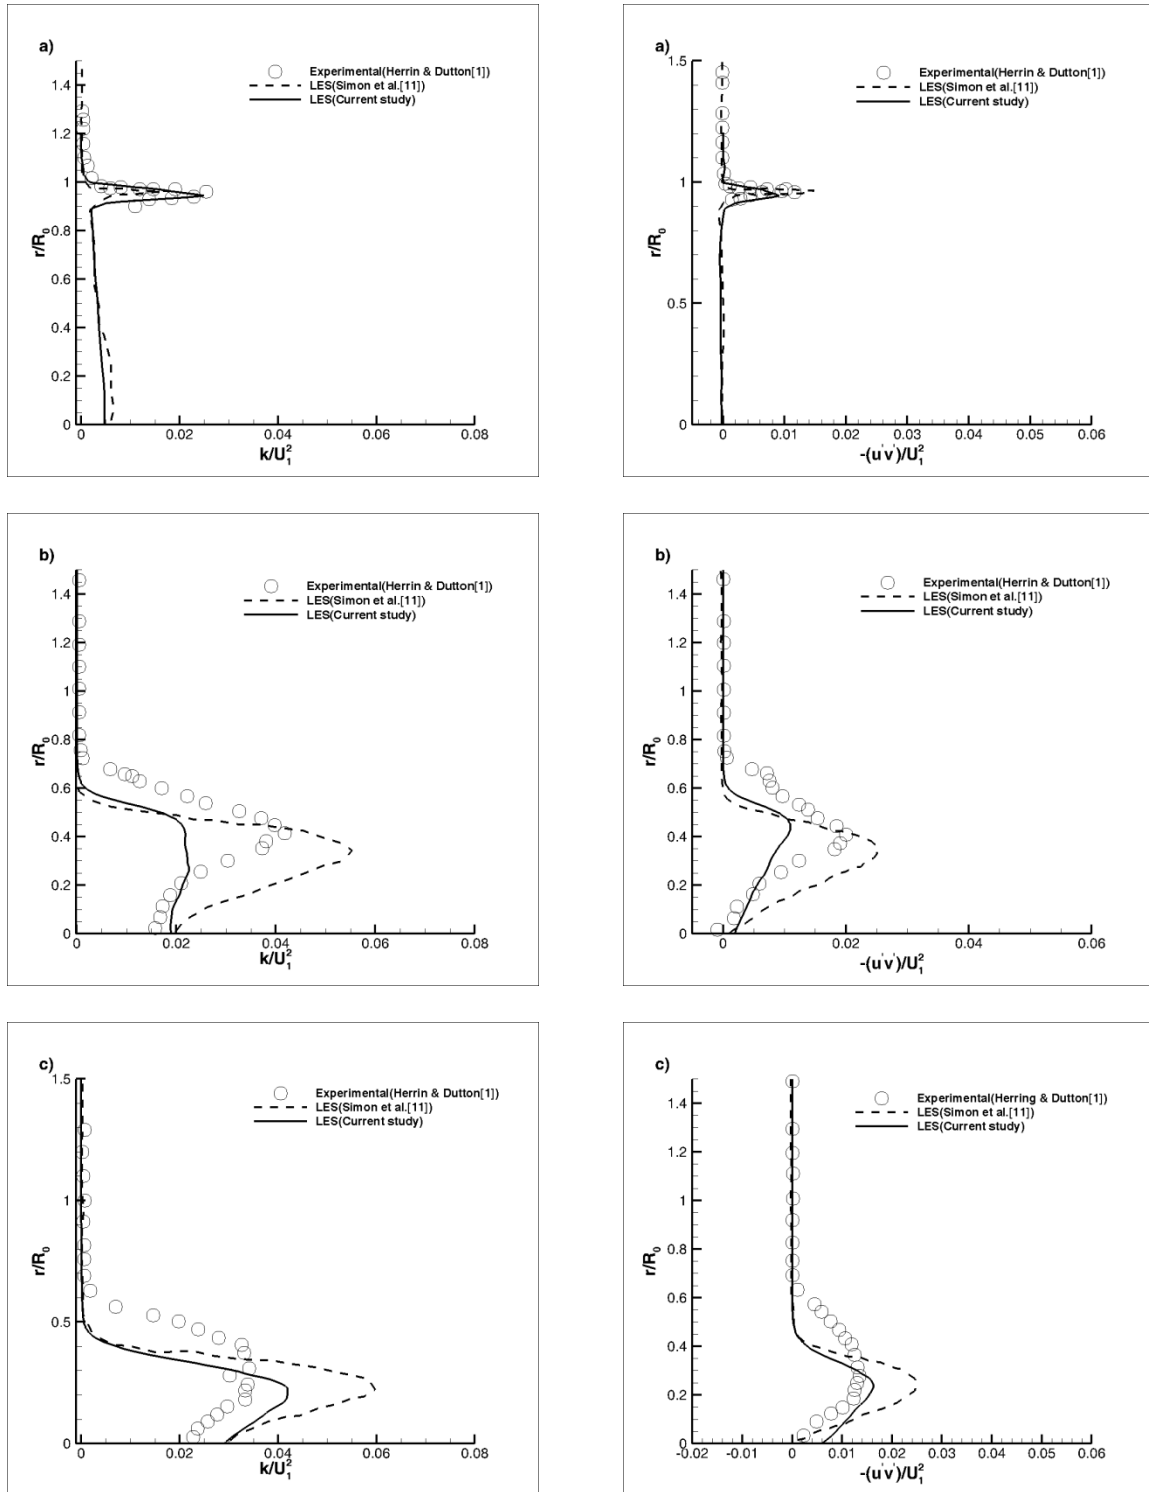 a)
Experimental(Herrin & Dutton[1])
LES(Simon et al.[11])
LES(Current study)
1.4
1.2
1
0.8
0.6
0.4
0.2
0
r/R₀
0 0.02 0.04 0.06 0.08
k/U₁²
a)
Experimental(Herrin & Dutton[1])
LES(Simon et al.[11])
LES(Current study)
1.5
1
0.5
0
r/R₀
0 0.01 0.02 0.03 0.04 0.05 0.06
-(u'v')/U₁²
b)
Experimental(Herrin & Dutton[1])
LES(Simon et al.[11])
LES(Current study)
1.4
1.2
1
0.8
0.6
0.4
0.2
0
r/R₀
0 0.02 0.04 0.06 0.08
k/U₁²
b)
Experimental(Herrin & Dutton[1])
LES(Simon et al.[11])
LES(Current study)
1.4
1.2
1
0.8
0.6
0.4
0.2
0
r/R₀
0 0.02 0.04 0.06
-(u'v')/U₁²
c)
Experimental(Herrin & Dutton[1])
LES(Simon et al.[11])
LES(Current study)
1.5
1
0.5
0
r/R₀
0 0.02 0.04 0.06 0.08
k/U₁²
c)
Experimental(Herring & Dutton[1])
LES(Simon et al.[11])
LES(Current study)
1.4
1.2
1
0.8
0.6
0.4
0.2
0
r/R₀
-0.02 -0.01 0 0.01 0.02 0.03 0.04 0.05 0.06
-(u'v')/U₁²